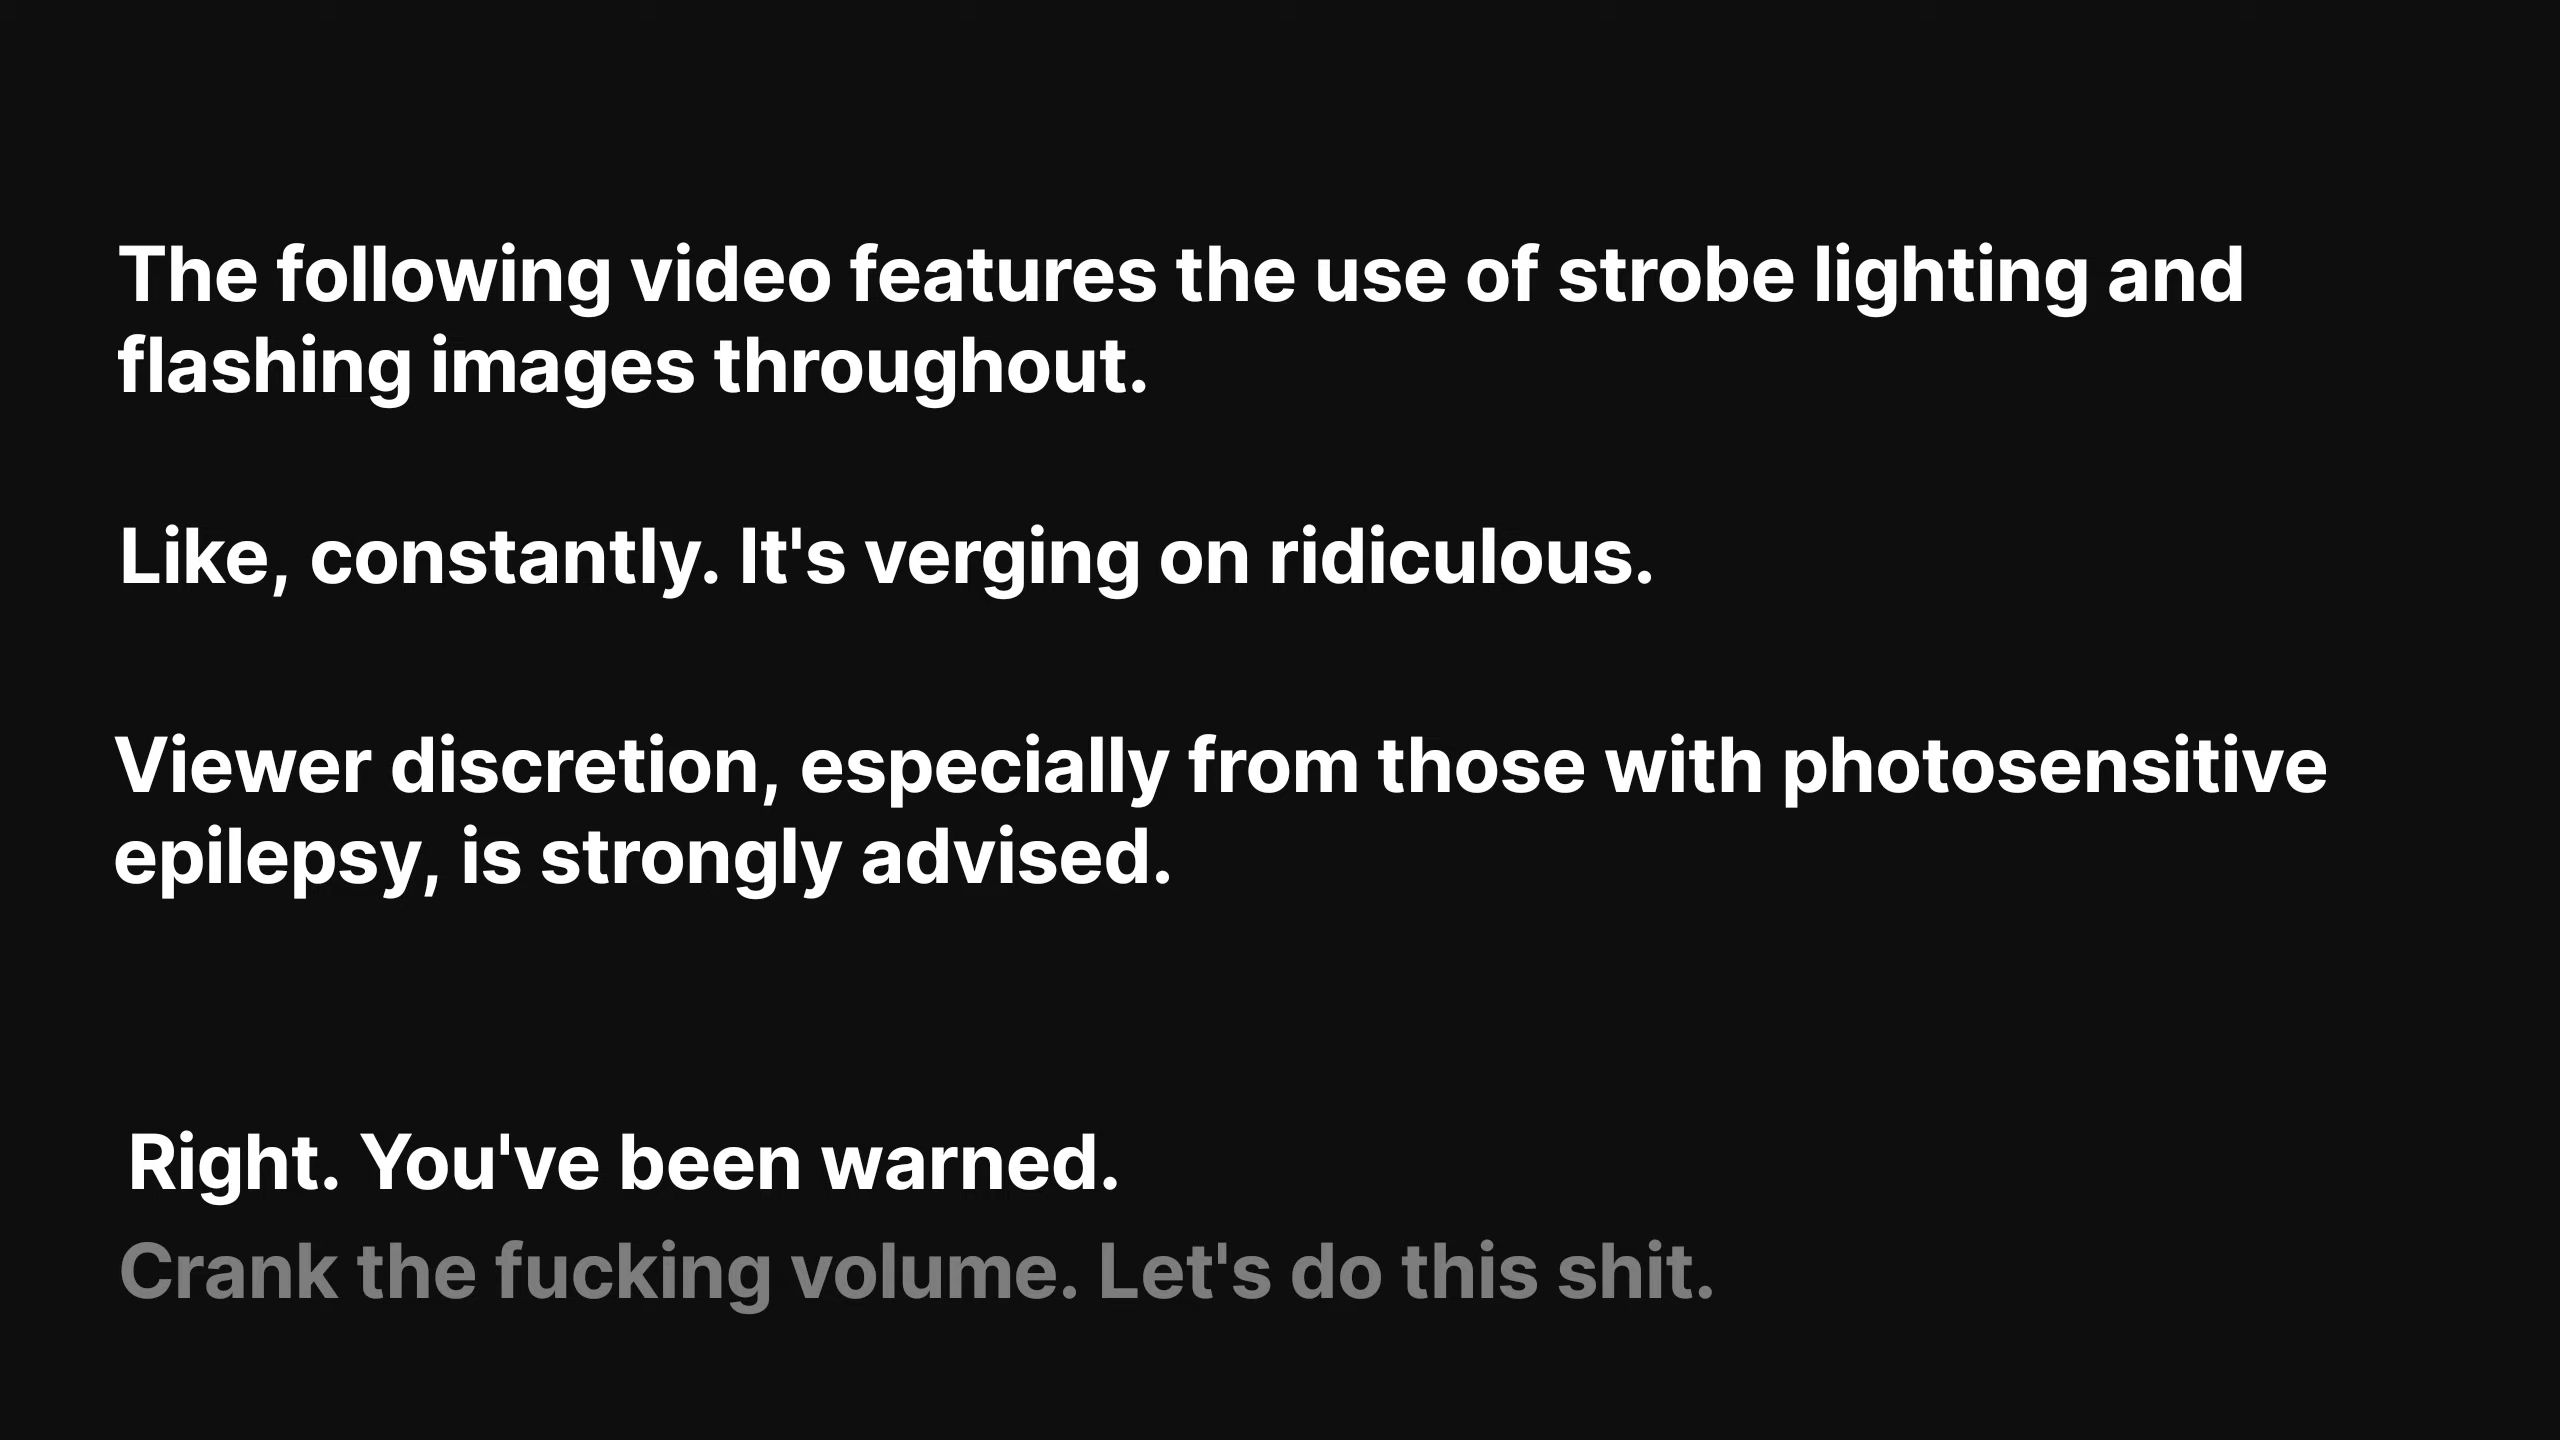 The following video features the use of strobe lighting and
flashing images throughout.
Like, constantly. It's verging on ridiculous.
Viewer discretion, especially from those with photosensitive
epilepsy, is strongly advised.
Right. You've been warned.
Crank the fucking volume. Let's do this shit.